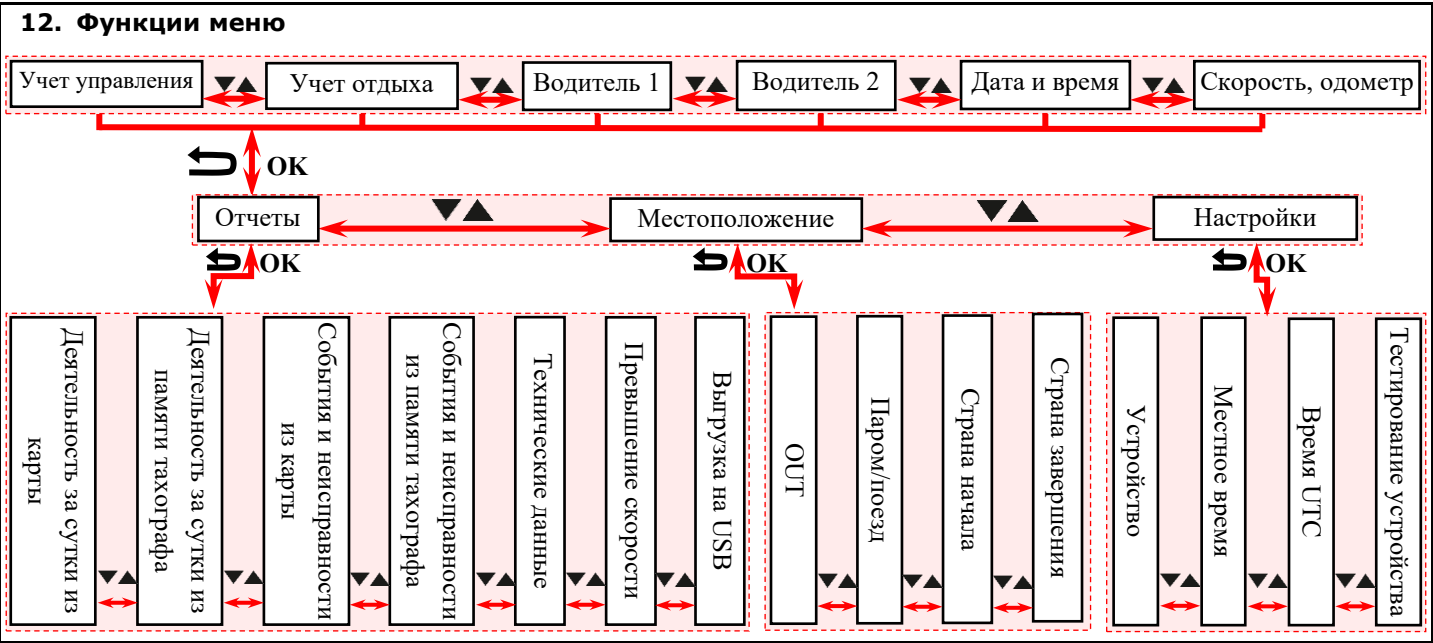 12. Функции меню
Учет управления
Учет отдыха
Водитель 1
Водитель 2
Дата и время
Скорость, одометр
OK
Отчеты
Местоположение
Настройки
OK
OK
OK
Деятельность за сутки из
карты
Деятельность за сутки из
памяти тахографа
События и неисправности
из карты
События и неисправности
из памяти тахографа
Технические данные
Превышение скорости
Выгрузка на USB
OUT
Паром/поезд
Страна начала
Страна завершения
Устройство
Местное время
Время UTC
Тестирование устройства